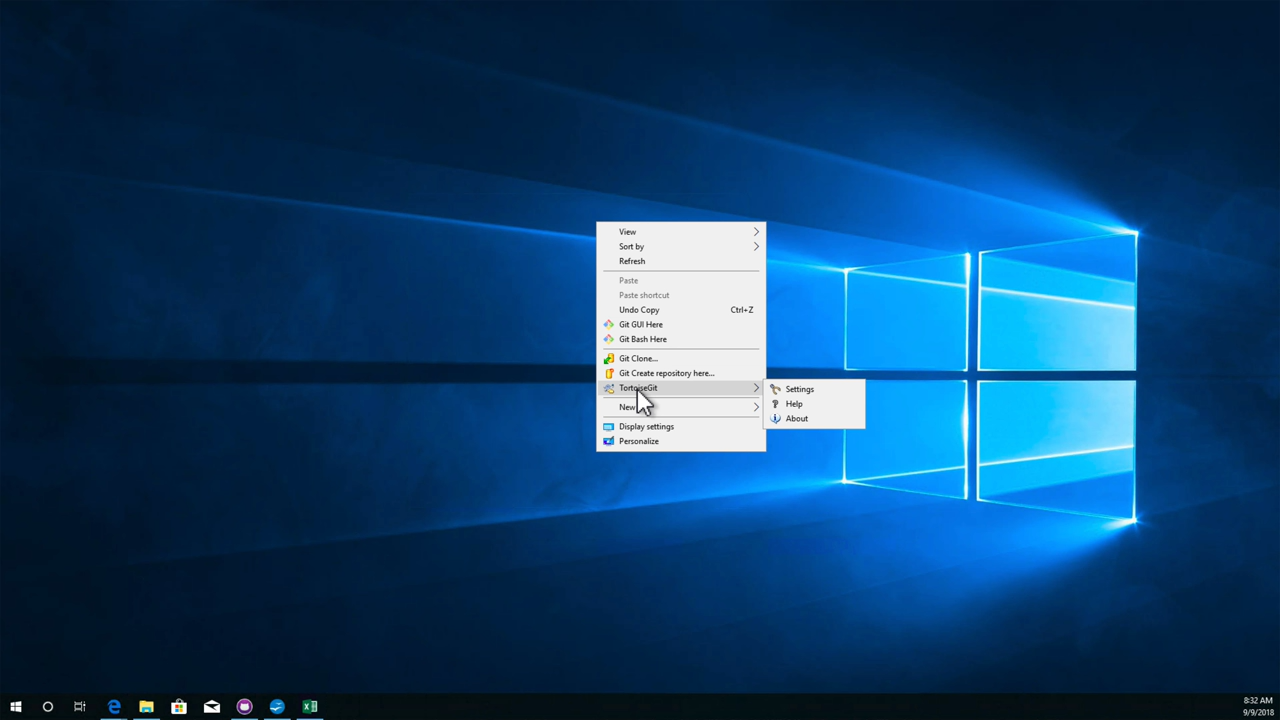 View
Sort by
Refresh
Paste
Paste shortcut
Undo Copy Ctrl+Z
Git GUI Here
Git Bash Here
Git Clone...
Git Create repository here...
TortoiseGit
New
Display settings
Personalize
Settings
Help
About
8:32 AM
9/9/2018